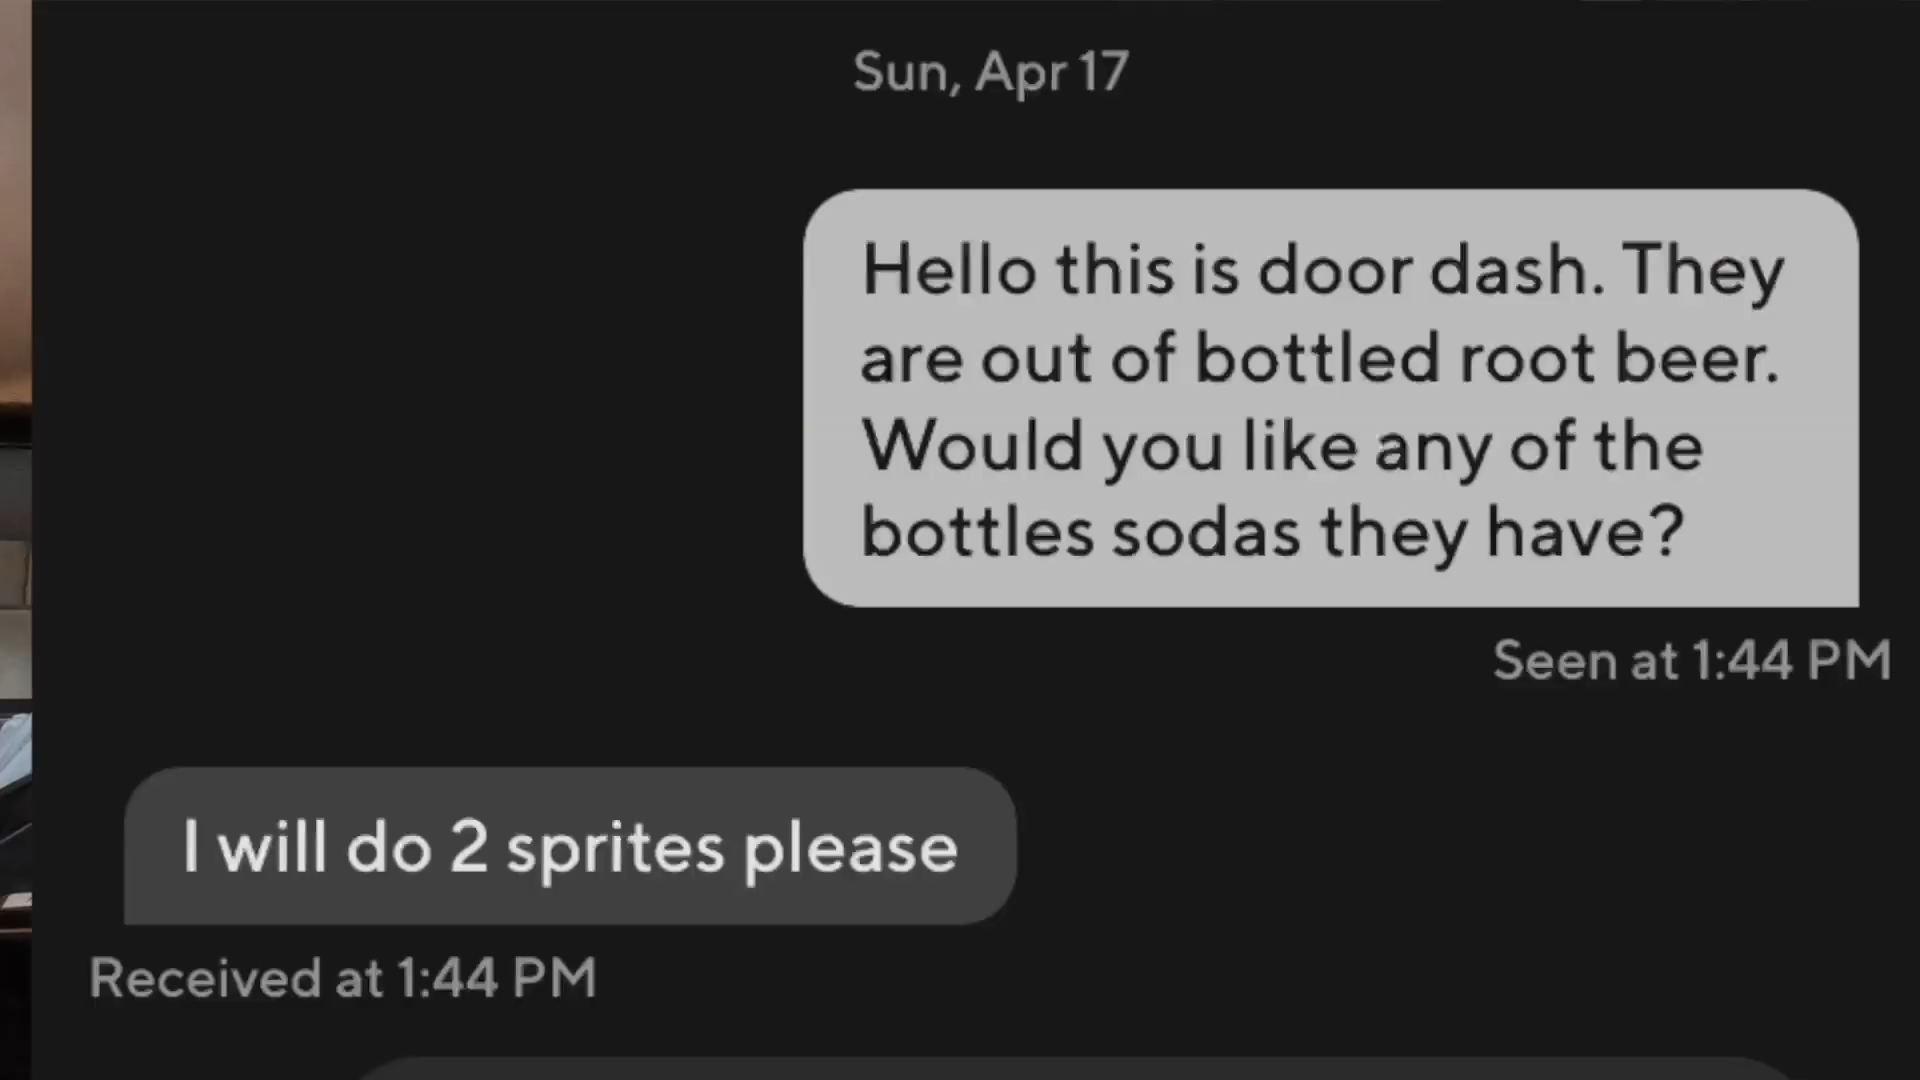 Sun, Apr 17
Hello this is door dash. They
are out of bottled root beer.
Would you like any of the
bottles sodas they have?
Seen at 1:44 PM
I will do 2 sprites please
Received at 1:44 PM